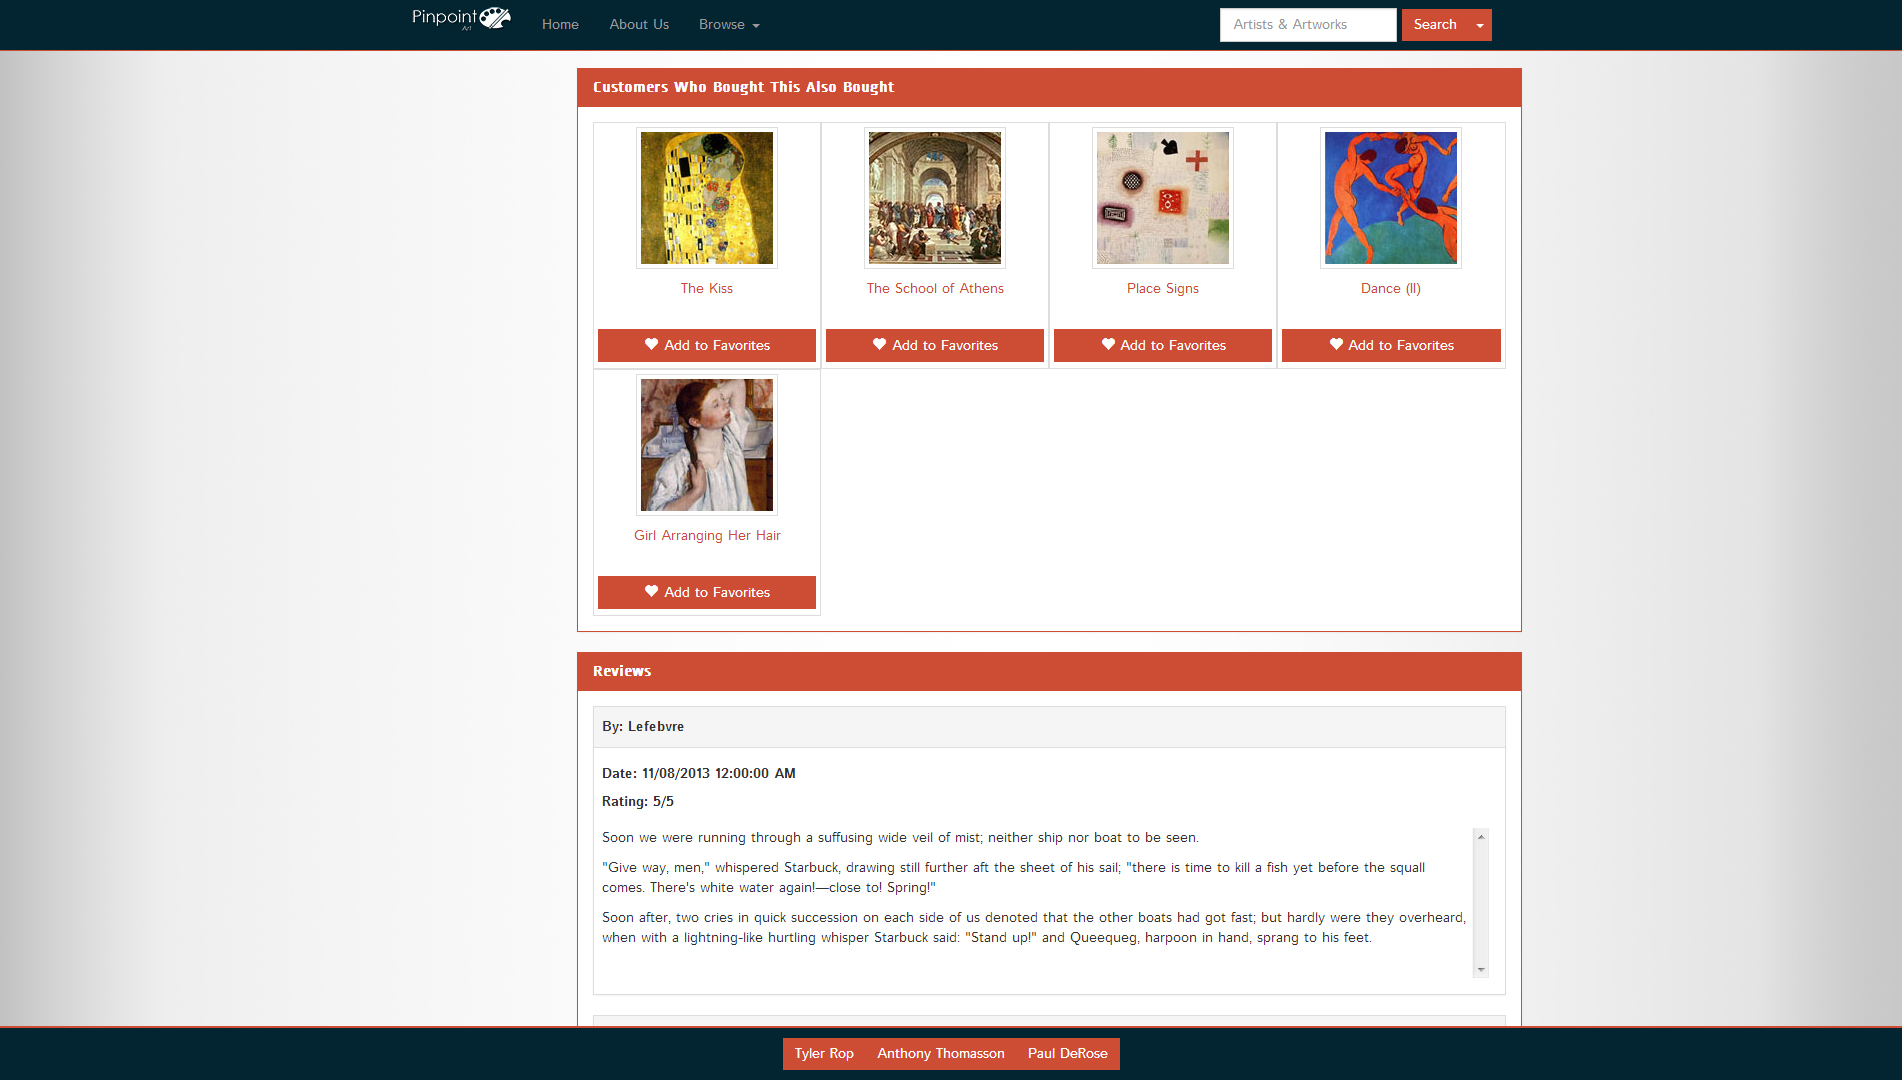 Pinpoint
Art
Home
About Us
Browse
Artists & Artworks
Search
Customers Who Bought This Also Bought
The Kiss
The School of Athens
Place Signs
Dance (II)
Add to Favorites
Add to Favorites
Add to Favorites
Add to Favorites
Girl Arranging Her Hair
Add to Favorites
Reviews
By: Lefebvre
Date: 11/08/2013 12:00:00 AM
Rating: 5/5
Soon we were running through a suffusing wide veil of mist; neither ship nor boat to be seen.
"Give way, men," whispered Starbuck, drawing still further aft the sheet of his sail; "there is time to kill a fish yet before the squall
comes. There's white water again!—close to! Spring!"
Soon after, two cries in quick succession on each side of us denoted that the other boats had got fast; but hardly were they overheard,
when with a lightning-like hurtling whisper Starbuck said: "Stand up!" and Queequeg, harpoon in hand, sprang to his feet.
Tyler Rop
Anthony Thomasson
Paul DeRose